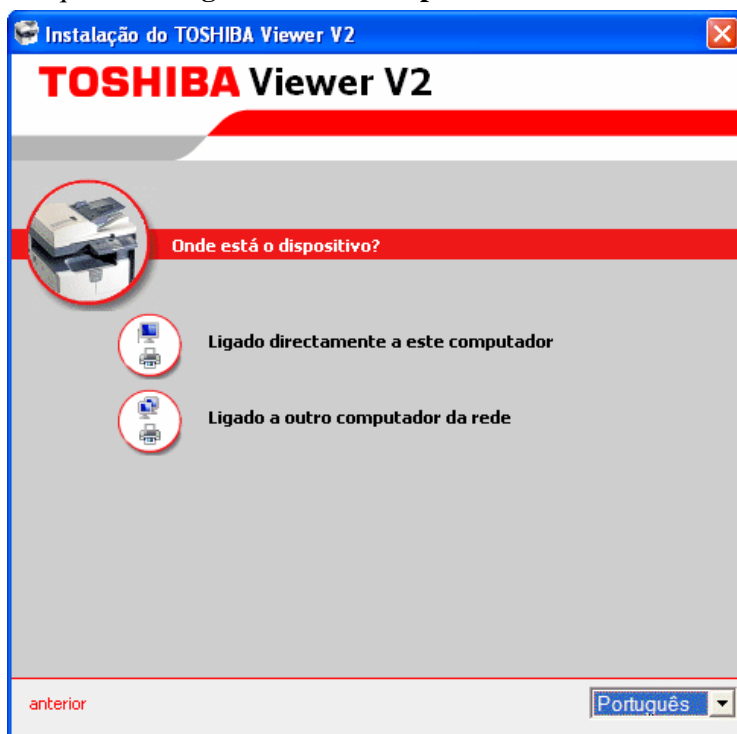 Instalação do TOSHIBA Viewer V2
TOSHIBA Viewer V2
Onde está o dispositivo?
Ligado directamente a este computador
Ligado a outro computador da rede
anterior
Português